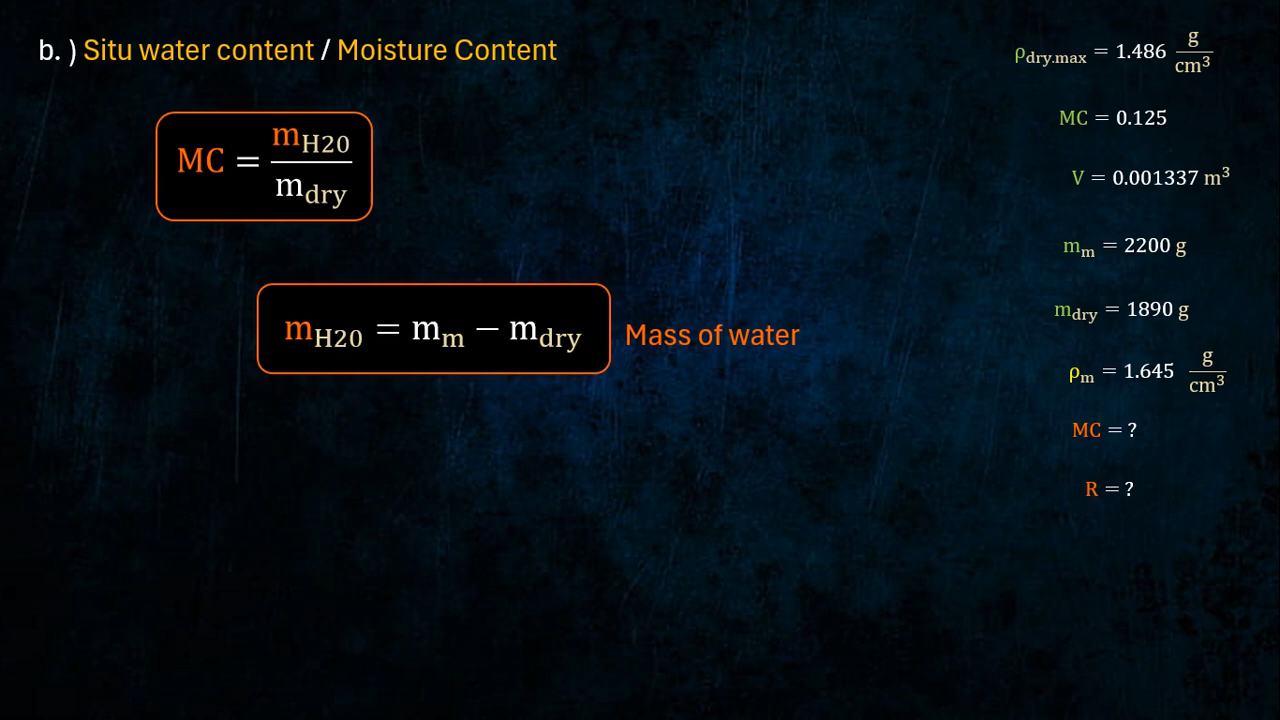 b. ) Situ water content / Moisture Content
MC = m_H20 / m_dry
m_H20 = m_m − m_dry Mass of water
ρ_dry.max = 1.486 g/cm³
MC = 0.125
V = 0.001337 m³
m_m = 2200 g
m_dry = 1890 g
ρ_m = 1.645 g/cm³
MC = ?
R = ?